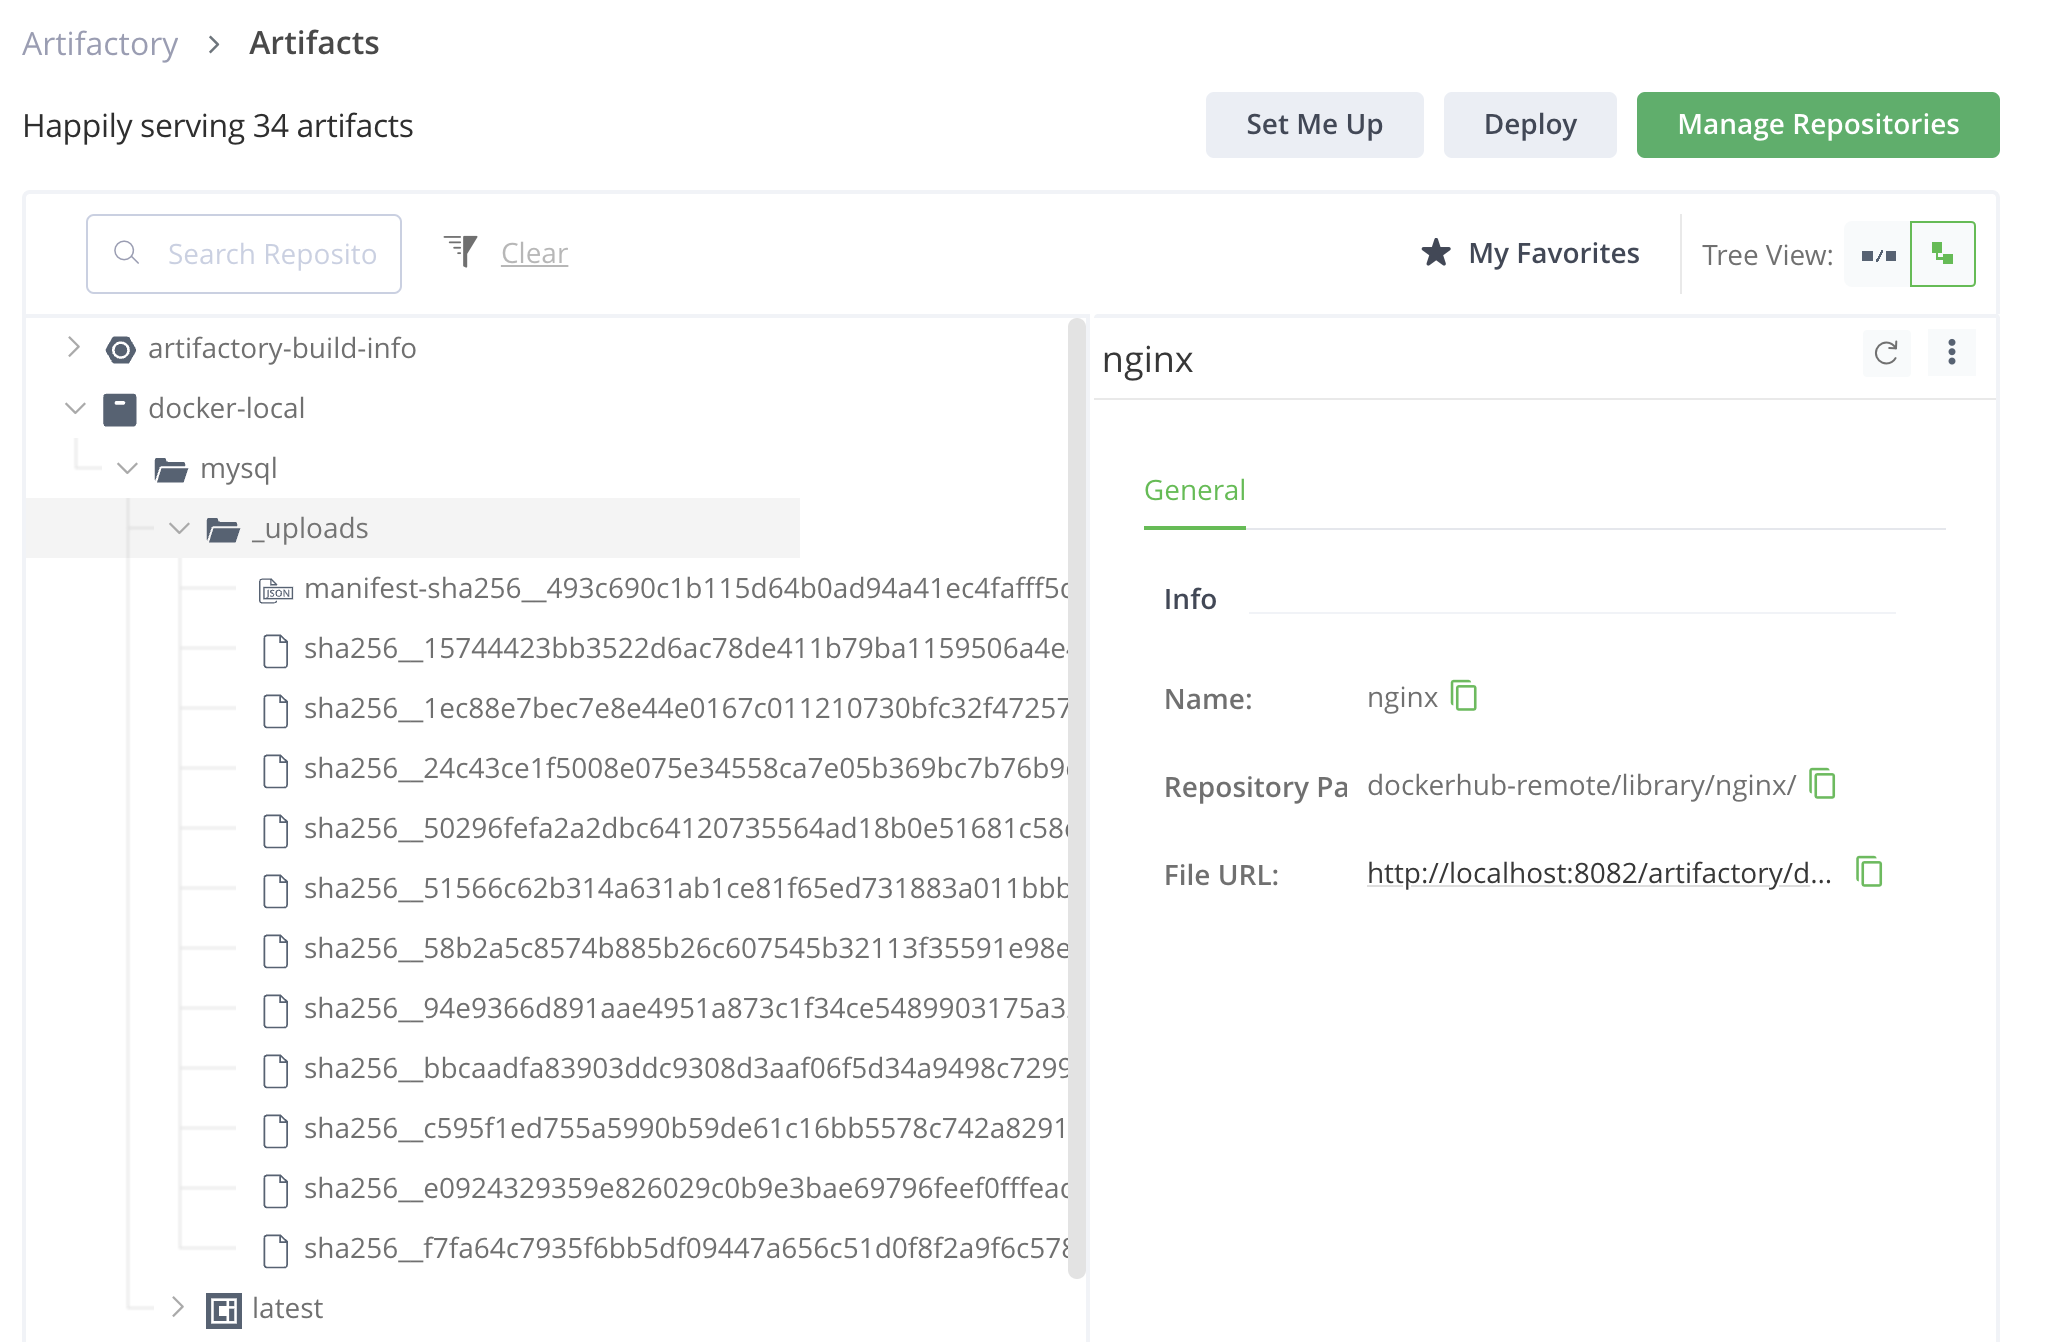 Artifactory > Artifacts
Happily serving 34 artifacts
Set Me Up
Deploy
Manage Repositories
Search Reposito
Clear
My Favorites
Tree View:
artifactory-build-info
docker-local
mysql
_uploads
manifest-sha256__493c690c1b115d64b0ad94a41ec4fafff5
sha256__15744423bb3522d6ac78de411b79ba1159506a4e
sha256__1ec88e7bec7e8e44e0167c011210730bfc32f47257
sha256__24c43ce1f5008e075e34558ca7e05b369bc7b76b9
sha256__50296fefa2a2dbc64120735564ad18b0e51681c58
sha256__51566c62b314a631ab1ce81f65ed731883a011bbb
sha256__58b2a5c8574b885b26c607545b32113f35591e98e
sha256__94e9366d891aae4951a873c1f34ce5489903175a3
sha256__bbcaadfa83903ddc9308d3aaf06f5d34a9498c7299
sha256__c595f1ed755a5990b59de61c16bb5578c742a8291
sha256__e0924329359e826029c0b9e3bae69796feef0fffea
sha256__f7fa64c7935f6bb5df09447a656c51d0f8f2a9f6c578
latest
nginx
General
Info
Name: nginx
Repository Pa dockerhub-remote/library/nginx/
File URL: http://localhost:8082/artifactory/d...